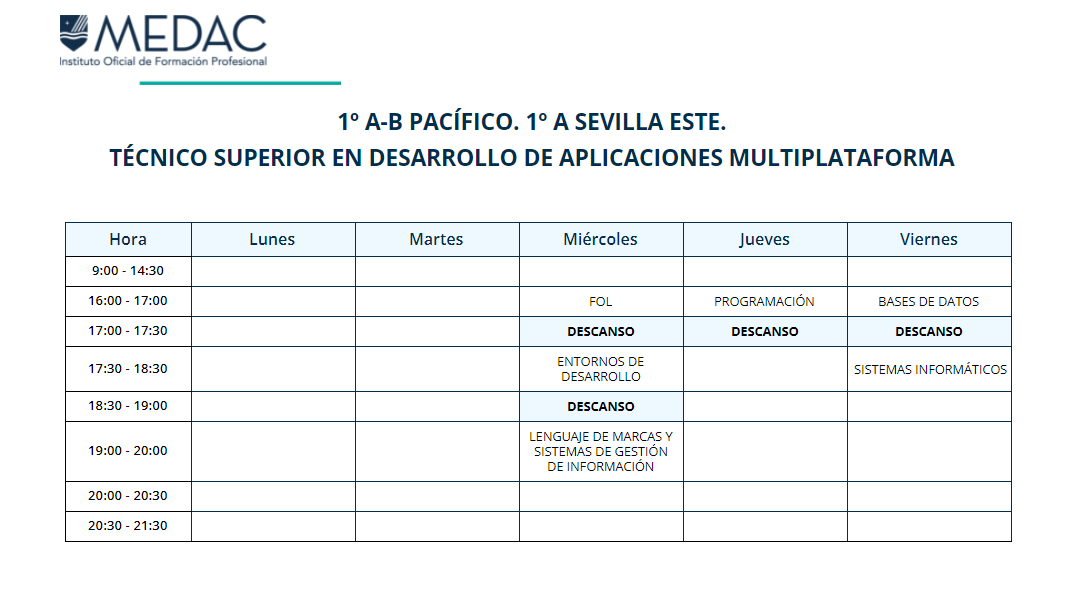 MEDAC
Instituto Oficial de Formación Profesional
1º A-B PACÍFICO. 1º A SEVILLA ESTE.
TÉCNICO SUPERIOR EN DESARROLLO DE APLICACIONES MULTIPLATAFORMA
Hora Lunes Martes Miércoles Jueves Viernes
9:00 - 14:30
16:00 - 17:00 FOL PROGRAMACIÓN BASES DE DATOS
17:00 - 17:30 DESCANSO DESCANSO DESCANSO
17:30 - 18:30 ENTORNOS DE
DESARROLLO SISTEMAS INFORMÁTICOS
18:30 - 19:00 DESCANSO
19:00 - 20:00 LENGUAJE DE MARCAS Y
SISTEMAS DE GESTIÓN
DE INFORMACIÓN
20:00 - 20:30
20:30 - 21:30